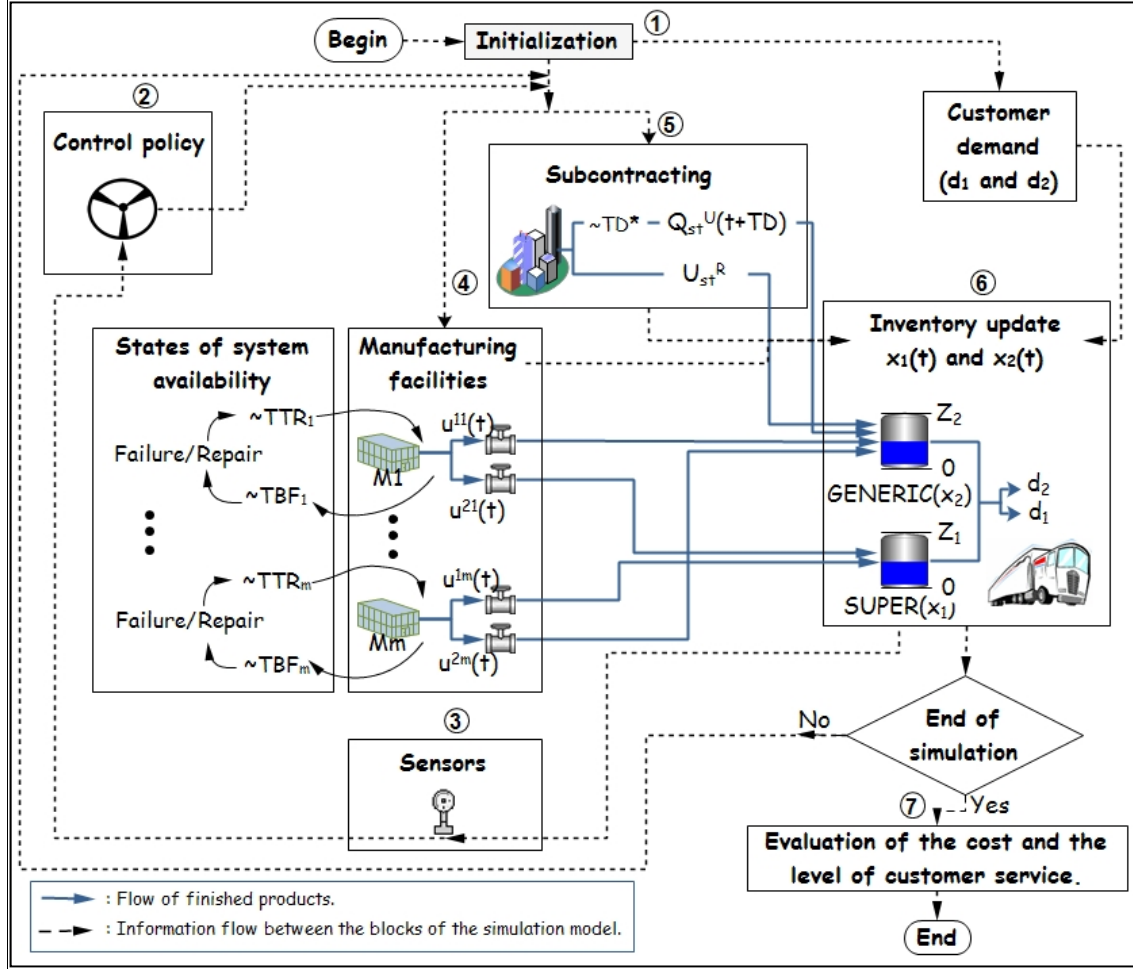 ①
Begin
Initialization
②
Control policy
Customer
demand
(d₁ and d₂)
⑤
Subcontracting
~TD* – Qₛₜᵁ(t+TD)
Uₛₜᴿ
④
⑥
States of system
availability
Manufacturing
facilities
Inventory update
x₁(t) and x₂(t)
~TTR₁
Failure/Repair
~TBF₁
M1
u¹¹(t)
u²¹(t)
Z₂
0
GENERIC(x₂)
d₂
d₁
Z₁
0
SUPER(x₁)
~TTRₘ
Failure/Repair
~TBFₘ
Mm
u¹ᵐ(t)
u²ᵐ(t)
③
Sensors
No
End of
simulation
Yes
⑦
Evaluation of the cost and the
level of customer service.
End
: Flow of finished products.
: Information flow between the blocks of the simulation model.